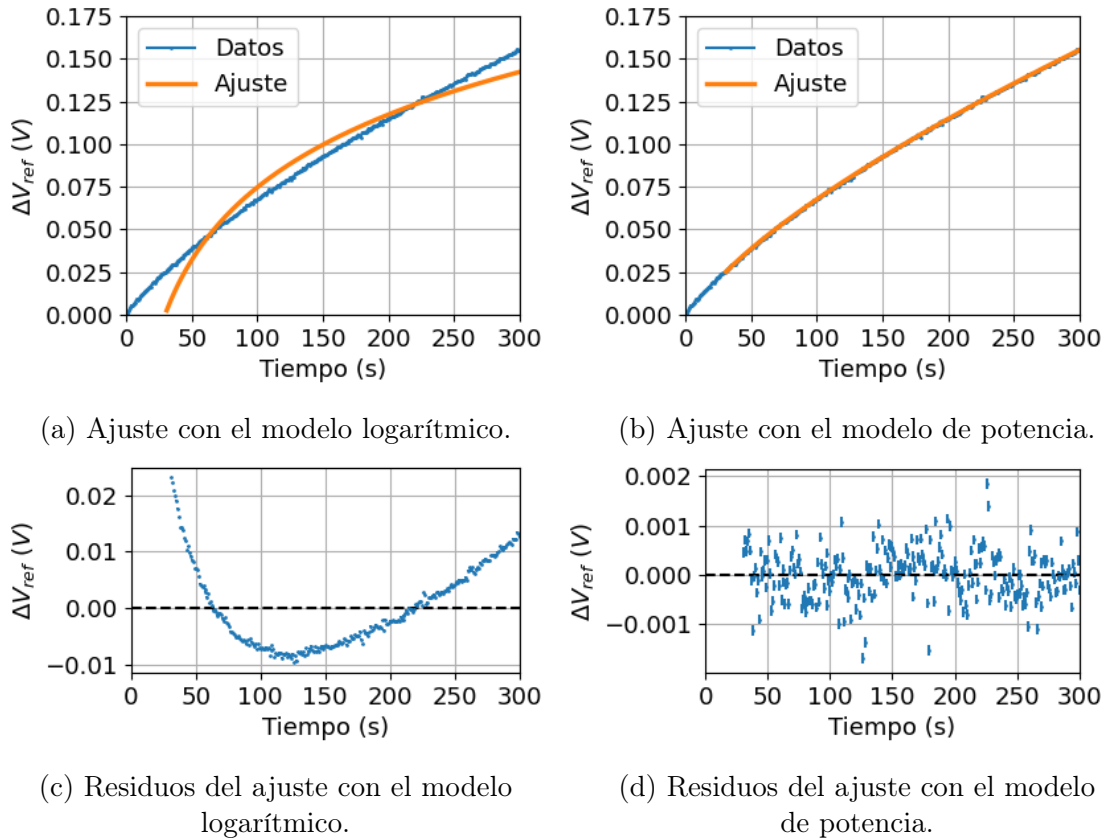 0.175
0.150
0.125
0.100
0.075
0.050
0.025
0.000
ΔV_ref (V)
Datos
Ajuste
0 50 100 150 200 250 300
Tiempo (s)
(a) Ajuste con el modelo logarítmico.
0.175
0.150
0.125
0.100
0.075
0.050
0.025
0.000
ΔV_ref (V)
Datos
Ajuste
0 50 100 150 200 250 300
Tiempo (s)
(b) Ajuste con el modelo de potencia.
0.02
0.01
0.00
−0.01
ΔV_ref (V)
0 50 100 150 200 250 300
Tiempo (s)
(c) Residuos del ajuste con el modelo
logarítmico.
0.002
0.001
0.000
−0.001
ΔV_ref (V)
0 50 100 150 200 250 300
Tiempo (s)
(d) Residuos del ajuste con el modelo
de potencia.